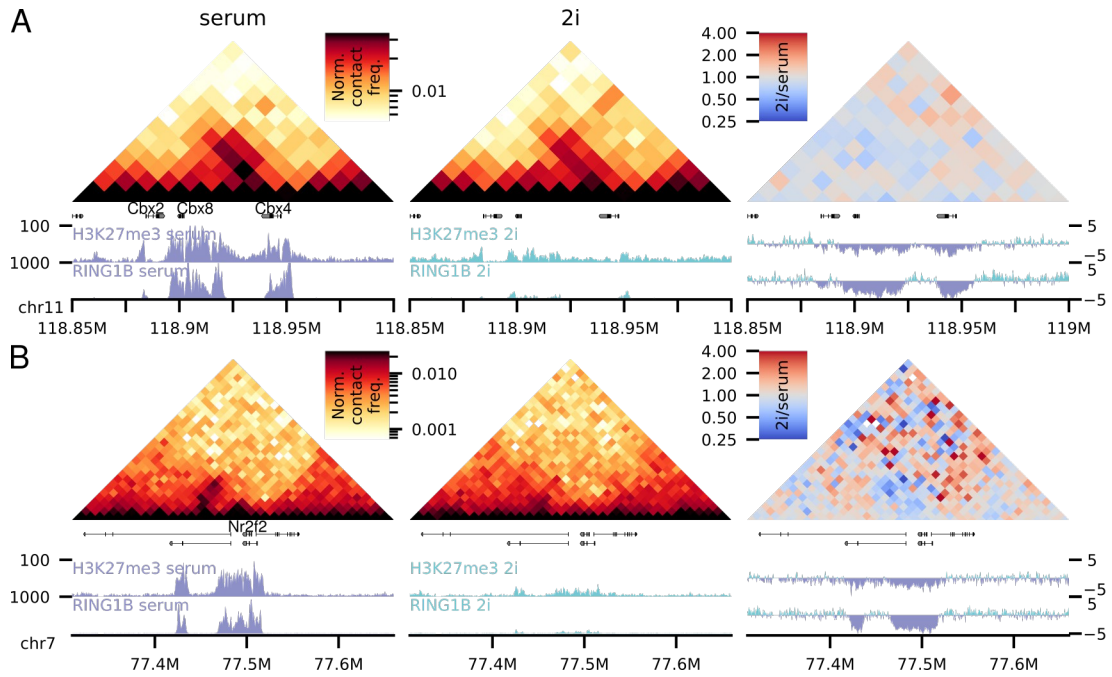 A
serum
2i
Norm. contact freq.
0.01
4.00
2.00
1.00
0.50
0.25
2i/serum
Cbx2
Cbx8
Cbx4
100
H3K27me3 serum
H3K27me3 2i
5
-5
1000
RING1B serum
RING1B 2i
5
-5
chr11
118.85M
118.9M
118.95M
118.85M
118.9M
118.95M
118.85M
118.9M
118.95M
119M
B
Norm. contact freq.
0.010
0.001
Norm. contact freq.
4.00
2.00
1.00
0.50
0.25
2i/serum
Nr2f2
100
H3K27me3 serum
H3K27me3 2i
5
-5
1000
RING1B serum
RING1B 2i
5
-5
chr7
77.4M
77.5M
77.6M
77.4M
77.5M
77.6M
77.4M
77.5M
77.6M